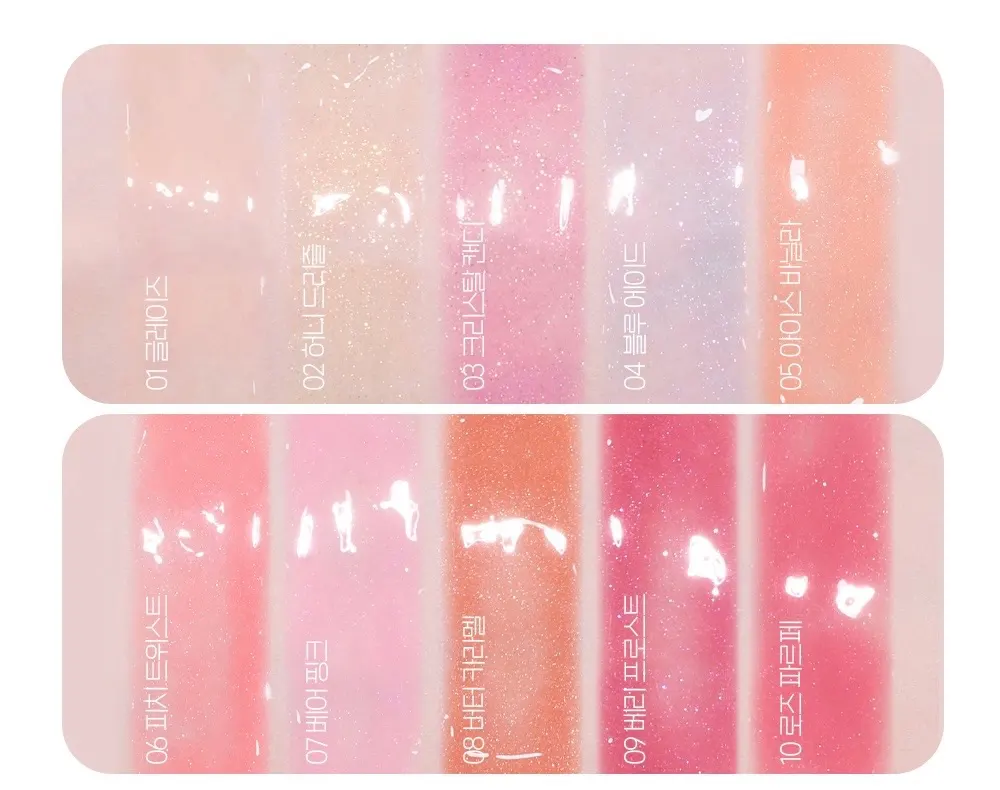 01 글레이즈
02 허니 드리즐
03 크리스탈 캔디
04 블루 에이드
05 아이스 바닐라
06 피치 트위스트
07 베어 핑크
08 버터 카라멜
09 베리 프로스트
10 로즈 파르페